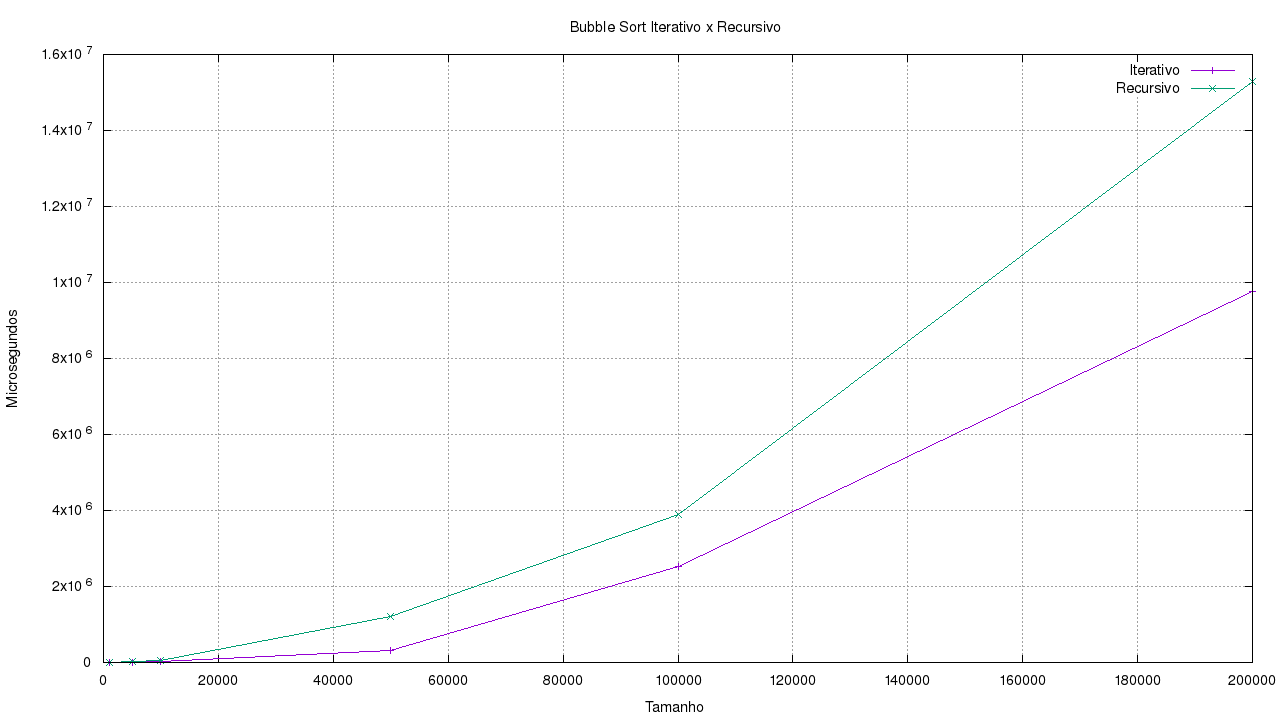 Bubble Sort Iterativo x Recursivo
1.6x10 7
1.4x10 7
1.2x10 7
1x10 7
8x10 6
6x10 6
4x10 6
2x10 6
0
Microsegundos
Iterativo
Recursivo
0 20000 40000 60000 80000 100000 120000 140000 160000 180000 200000
Tamanho